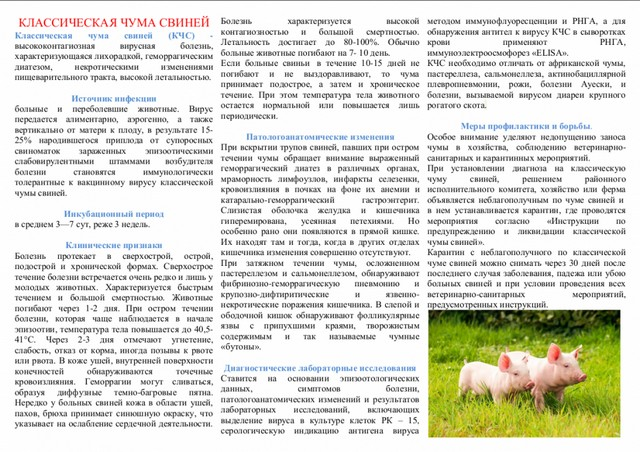 КЛАССИЧЕСКАЯ ЧУМА СВИНЕЙ
Классическая чума свиней (КЧС) -
высококонтагиозная вирусная болезнь,
характеризующаяся лихорадкой, геморрагическим
диатезом, некротическими изменениями
пищеварительного тракта, высокой летальностью.
Источник инфекции
больные и переболевшие животные. Вирус
передается алиментарно, аэрогенно, а также
вертикально от матери к плоду, в результате 15-
25% народившегося приплода от супоросных
свиноматок зараженных эпизоотическими
слабовирулентными штаммами возбудителя
болезни становятся иммунологически
толерантные к вакцинному вирусу классической
чумы свиней.
Инкубационный период
в среднем 3—7 сут, реже 3 недель.
Клинические признаки
Болезнь протекает в сверхострой, острой,
подострой и хронической формах. Сверхострое
течение болезни встречается очень редко и лишь у
молодых животных. Характеризуется быстрым
течением и большой смертностью. Животные
погибают через 1-2 дня. При остром течении
болезни, которая чаще наблюдается в начале
эпизоотии, температура тела повышается до 40,5-
41°С. Через 2-3 дня отмечают угнетение,
слабость, отказ от корма, иногда позывы к рвоте
или рвота. В коже ушей, внутренней поверхности
конечностей обнаруживаются точечные
кровоизлияния. Геморрагии могут сливаться,
образуя диффузные темно-багровые пятна.
Нередко у больных свиней кожа в области ушей,
пахов, брюха принимает синюшную окраску, что
указывает на ослабление сердечной деятельности.
Болезнь характеризуется высокой
контагиозностью и большой смертностью.
Летальность достигает до 80-100%. Обычно
больные животные погибают на 7- 10 день.
Если больные свиньи в течение 10-15 дней не
погибают и не выздоравливают, то чума
принимает подострое, а затем и хроническое
течение. При этом температура тела животного
остается нормальной или повышается лишь
периодически.
Патологоанатомические изменения
При вскрытии трупов свиней, павших при остром
течении чумы обращает внимание выраженный
геморрагический диатез в различных органах,
мраморность лимфоузлов, инфаркты селезенки,
кровоизлияния в почках на фоне их анемии и
катарально-геморрагический гастроэнтерит.
Слизистая оболочка желудка и кишечника
гиперемирована, усеянная петехиями. Но
особенно рано они появляются в прямой кишке.
Их находят там и тогда, когда в других отделах
кишечника изменения совершенно отсутствуют.
При затяжном течении чумы, осложненном
пастереллезом и сальмонеллезом, обнаруживают
фибринозно-геморрагическую пневмонию и
крупозно-дифтиритические и язвенно-
некротические поражения кишечника. В слепой и
ободочной кишок обнаруживают фолликулярные
язвы с припухшими краями, творожистым
содержимым и так называемые чумные
«бутоны».
Диагностические лабораторные исследования
Ставится на основании эпизоотологических
данных, симптомов болезни,
патологоанатомических изменений и результатов
лабораторных исследований, включающих
выделение вируса в культуре клеток РК – 15,
серологическую индикацию антигена вируса
методом иммунофлуоресценции и РНГА, а для
обнаружения антител к вирусу КЧС в сыворотках
крови применяют РНГА,
иммуноэлектроосмофорез «ELISA».
КЧС необходимо отличать от африканской чумы,
пастереллеза, сальмонеллеза, актинобациллярной
плевропневмонии, рожи, болезни Ауески, и
болезни, вызываемой вирусом диареи крупного
рогатого скота.
Меры профилактики и борьбы.
Особое внимание уделяют недопущению заноса
чумы в хозяйства, соблюдению ветеринарно-
санитарных и карантинных мероприятий.
При установлении диагноза на классическую
чуму свиней, решением районного
исполнительного комитета, хозяйство или ферма
объявляется неблагополучным по чуме свиней и
в нем устанавливается карантин, где проводятся
мероприятия согласно «Инструкции по
предупреждению и ликвидации классической
чумы свиней».
Карантин с неблагополучного по классической
чуме свиней можно снимать через 30 дней после
последнего случая заболевания, падежа или убою
больных свиней и при условии проведения всех
ветеринарно-санитарных мероприятий,
предусмотренных инструкцией.